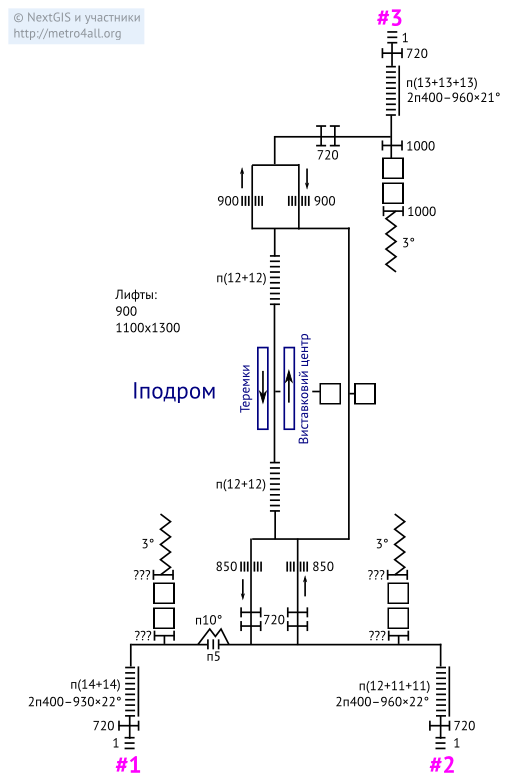 © NextGIS и участники
http://metro4all.org
#3
1
720
п(13+13+13)
2п400–960×21°
720
1000
900
900
1000
3°
п(12+12)
Лифты:
900
1100x1300
Іподром
Теремки
Виставковий центр
п(12+12)
3°
3°
850
850
???
???
720
п10°
???
???
п5
п(14+14)
2п400–930×22°
п(12+11+11)
2п400–960×22°
720
720
1
1
#1
#2